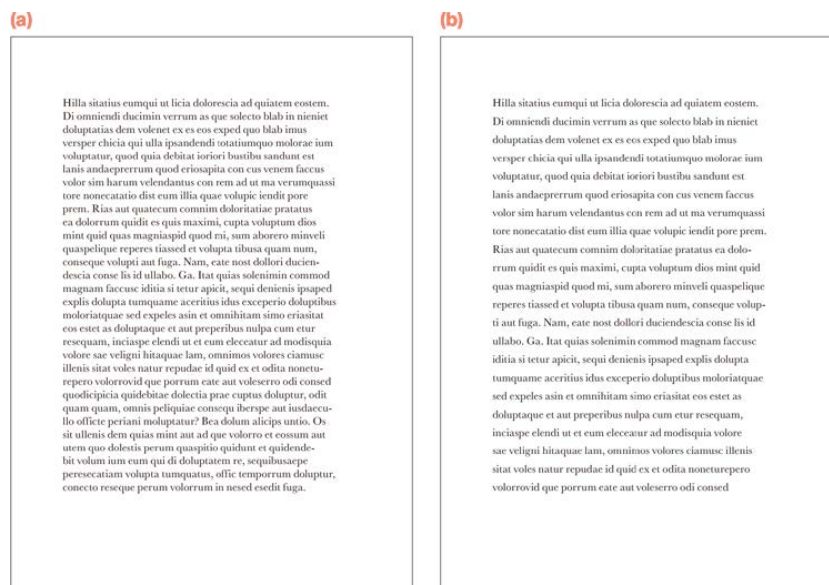 (a)
Hilla sitatius eumqui ut licia dolorescia ad quiatem eostem.
Di omniendi ducimin verrum as que solecto blab in nieniet
doluptatias dem volenet ex es eos exped quo blab imus
versper chicia qui ulla ipsandendi totatiumquo molorae ium
voluptatur, quod quia debitat ioriori bustibu sandunt est
lanis andaeprerrum quod eriosapita con cus venem faccus
volor sim harum velendantus con rem ad ut ma verumquassi
tore nonecatatio dist eum illia quae volupic iendit pore
prem. Rias aut quatecum comnim doloritatiae pratatus
ea dolorrum quidit es quis maximi, cupta voluptum dios
mint quid quas magniaspid quod mi, sum aborero minveli
quaspelique reperes tiassed et volupta tibusa quam num,
conseque volupti aut fuga. Nam, eate nost dollori ducien-
descia conse lis id ullabo. Ga. Itat quias solenimin commod
magnam faccusc iditia si tetur apicit, sequi denienis ipsaped
explis dolupta tumquame aceritius idus exceperio doluptibus
moloriatquae sed expeles asin et omnihitam simo eriasitat
eos estet as doluptaque et aut preperibus nulpa cum etur
resequam, inciaspe elendi ut et eum eleceatur ad modisquia
volore sae veligni hitaquae lam, omnimos volores ciamusc
illenis sitat voles natur repudae id quid ex et odita nonetu-
repero volorrovid que porrum eate aut voleserro odi consed
quodicipicia quidebitae dolectia prae cuptus doluptur, odit
quam quam, omnis peliquiae consequ iberspe aut iusdaecu-
llo officte periani moluptatur? Bea dolum alicips untio. Os
sit ullenis dem quias mint aut ad que volorro et eossum aut
utem quo dolestis perum quaspitio quidunt et quidende-
bit volum ium eum qui di doluptatem re, sequibusaepe
peresecatiam volupta tumquatus, offic temporrum doluptur,
conecto reseque perum volorrum in nesed esedit fuga.
(b)
Hilla sitatius eumqui ut licia dolorescia ad quiatem eostem.
Di omniendi ducimin verrum as que solecto blab in nieniet
doluptatias dem volenet ex es eos exped quo blab imus
versper chicia qui ulla ipsandendi totatiumquo molorae ium
voluptatur, quod quia debitat ioriori bustibu sandunt est
lanis andaeprerrum quod eriosapita con cus venem faccus
volor sim harum velendantus con rem ad ut ma verumquassi
tore nonecatatio dist eum illia quae volupic iendit pore prem.
Rias aut quatecum comnim doloritatiae pratatus ea dolo-
rrum quidit es quis maximi, cupta voluptum dios mint quid
quas magniaspid quod mi, sum aborero minveli quaspelique
reperes tiassed et volupta tibusa quam num, conseque volup-
ti aut fuga. Nam, eate nost dollori duciendescia conse lis id
ullabo. Ga. Itat quias solenimin commod magnam faccusc
iditia si tetur apicit, sequi denienis ipsaped explis dolupta
tumquame aceritius idus exceperio doluptibus moloriatquae
sed expeles asin et omnihitam simo eriasitat eos estet as
doluptaque et aut preperibus nulpa cum etur resequam,
inciaspe elendi ut et eum eleceatur ad modisquia volore
sae veligni hitaquae lam, omnimos volores ciamusc illenis
sitat voles natur repudae id quid ex et odita noneturepero
volorrovid que porrum eate aut voleserro odi consed